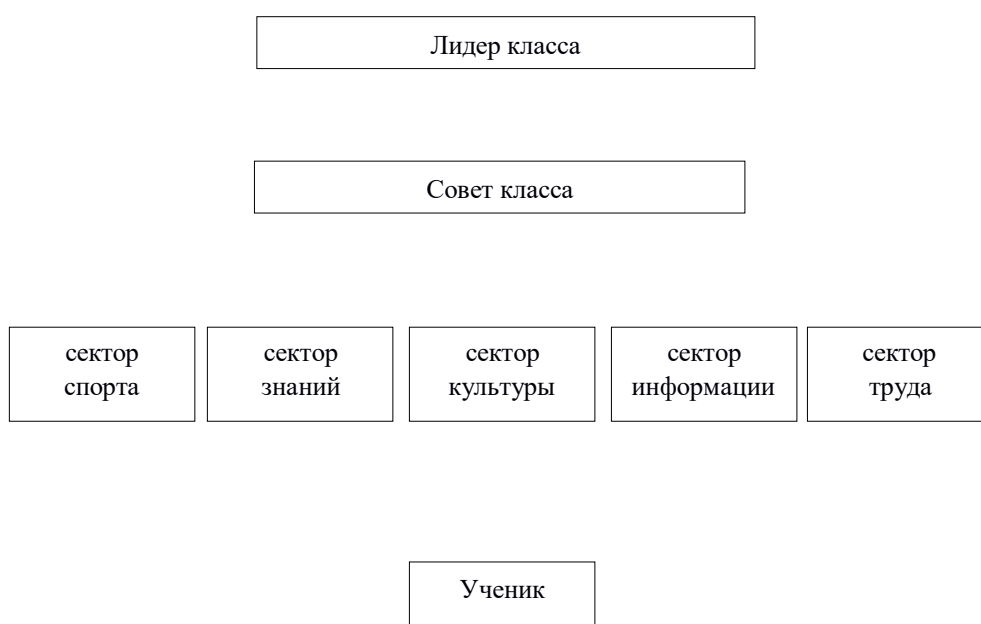 Лидер класса
Совет класса
сектор
спорта
сектор
знаний
сектор
культуры
сектор
информации
сектор
труда
Ученик